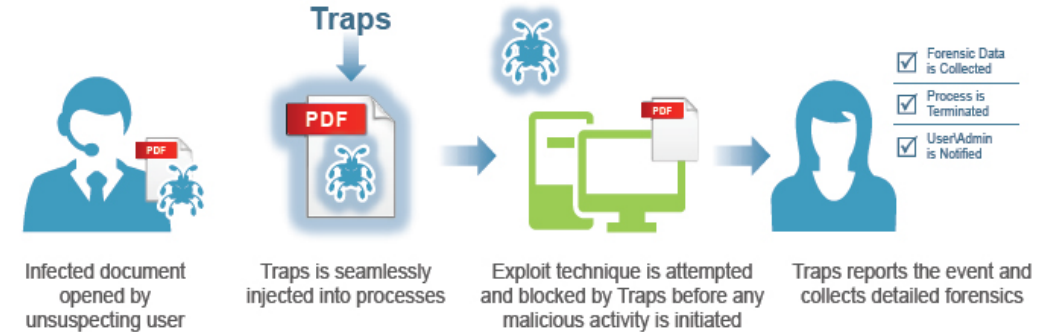 Traps
PDF
PDF
PDF
Forensic Data
is Collected
Process is
Terminated
User\Admin
is Notified
Infected document
opened by
unsuspecting user
Traps is seamlessly
injected into processes
Exploit technique is attempted
and blocked by Traps before any
malicious activity is initiated
Traps reports the event and
collects detailed forensics